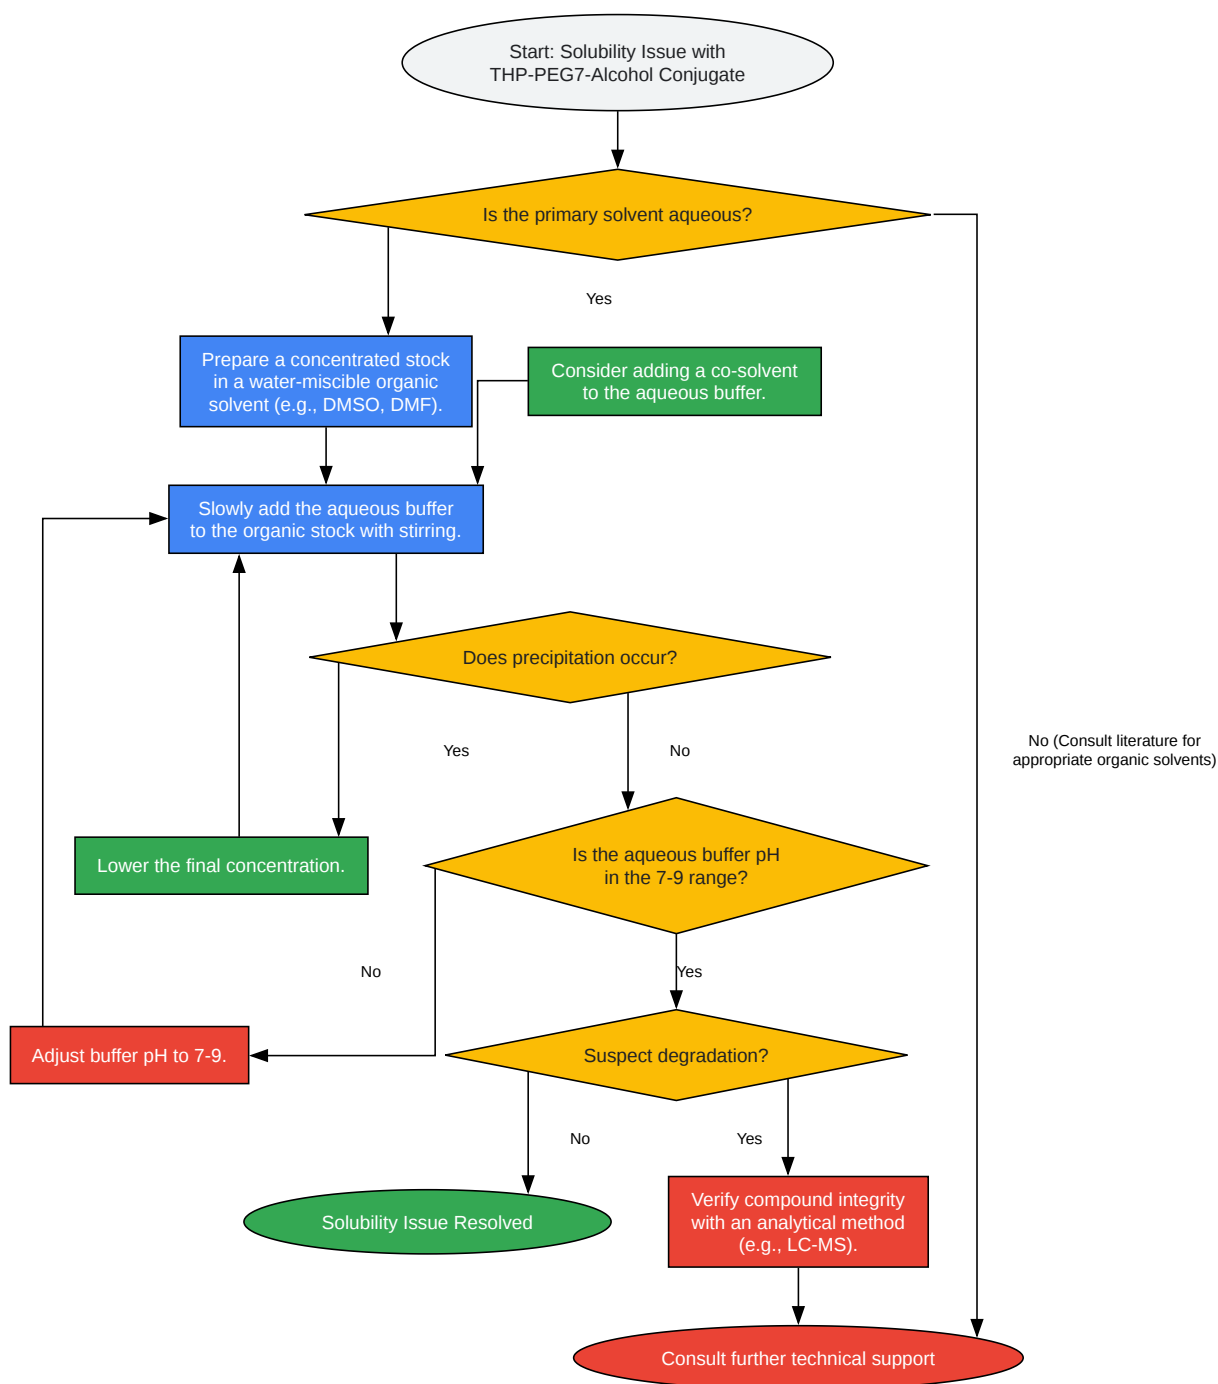 Start: Solubility Issue with
THP-PEG7-Alcohol Conjugate
Is the primary solvent aqueous?
Yes
Prepare a concentrated stock
in a water-miscible organic
solvent (e.g., DMSO, DMF).
Consider adding a co-solvent
to the aqueous buffer.
Slowly add the aqueous buffer
to the organic stock with stirring.
Does precipitation occur?
Yes
No
No (Consult literature for
appropriate organic solvents)
Lower the final concentration.
Is the aqueous buffer pH
in the 7-9 range?
No
Yes
Adjust buffer pH to 7-9.
Suspect degradation?
No
Yes
Solubility Issue Resolved
Verify compound integrity
with an analytical method
(e.g., LC-MS).
Consult further technical support